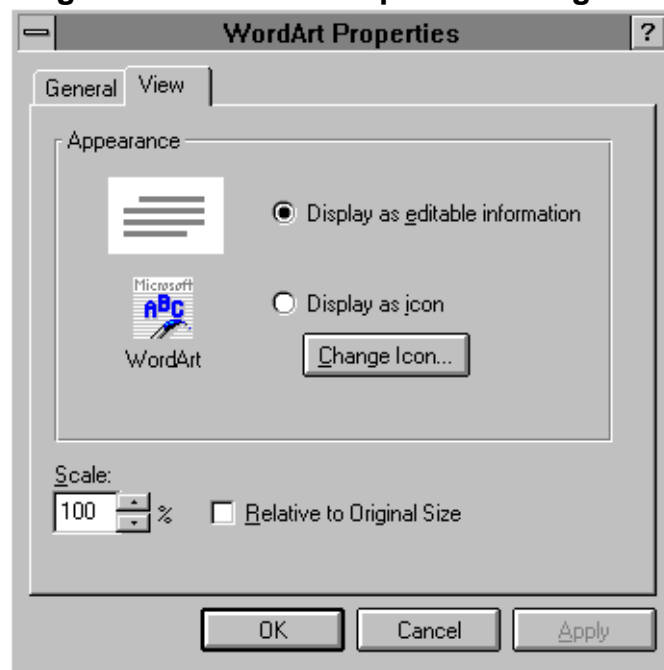 WordArt Properties ?
General View
Appearance
Display as editable information
Microsoft
ABC
WordArt
Display as icon
Change Icon...
Scale:
100 % Relative to Original Size
OK Cancel Apply